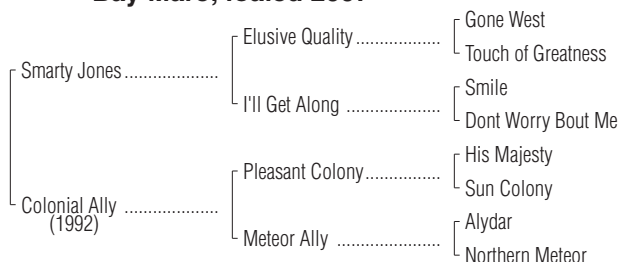 Bay Mare, foaled
Gone West
Elusive Quality ..................
Touch of Greatness
Smarty Jones ....................
Smile
I'll Get Along ....................
Dont Worry Bout Me
His Majesty
Pleasant Colony................
Sun Colony
Colonial Ally ....................
(1992)
Alydar
Meteor Ally ......................
Northern Meteor